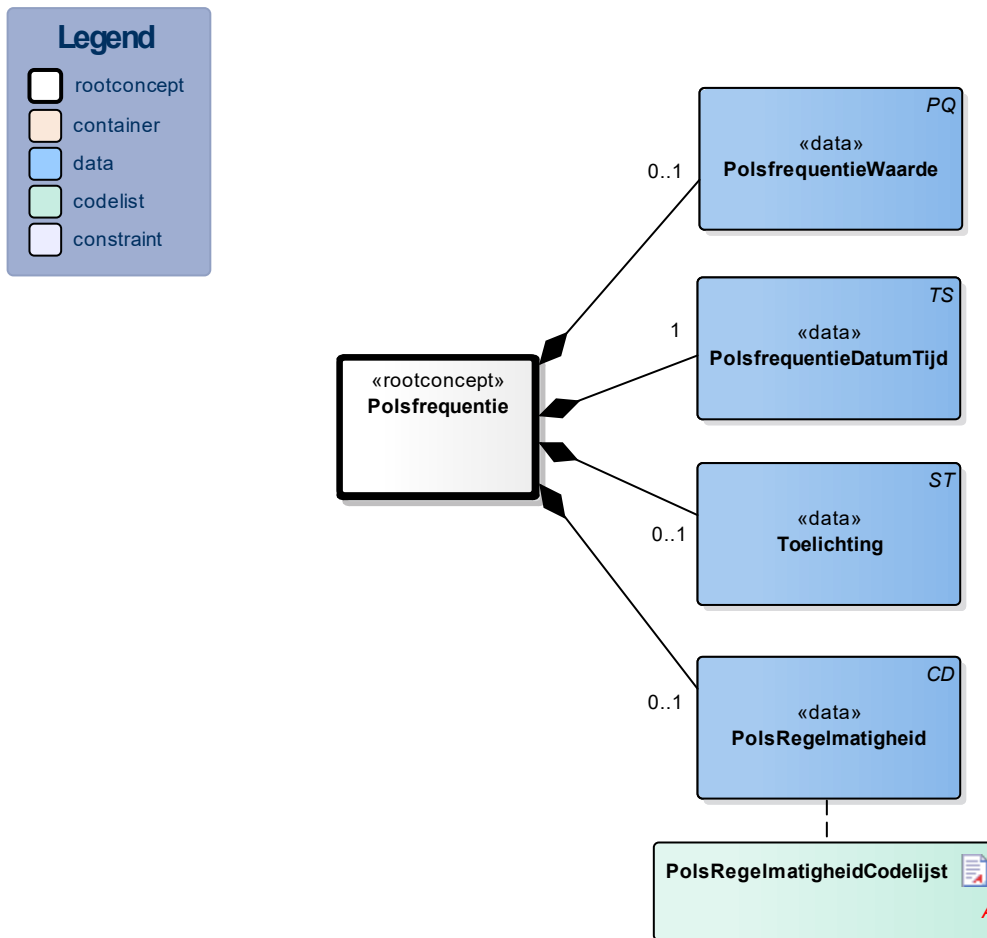 Legend
rootconcept
container
data
codelist
constraint
PQ
«data»
PolsfrequentieWaarde
0..1
TS
«data»
PolsfrequentieDatumTijd
1
«rootconcept»
Polsfrequentie
ST
«data»
Toelichting
0..1
CD
«data»
PolsRegelmatigheid
0..1
PolsRegelmatigheidCodelijst